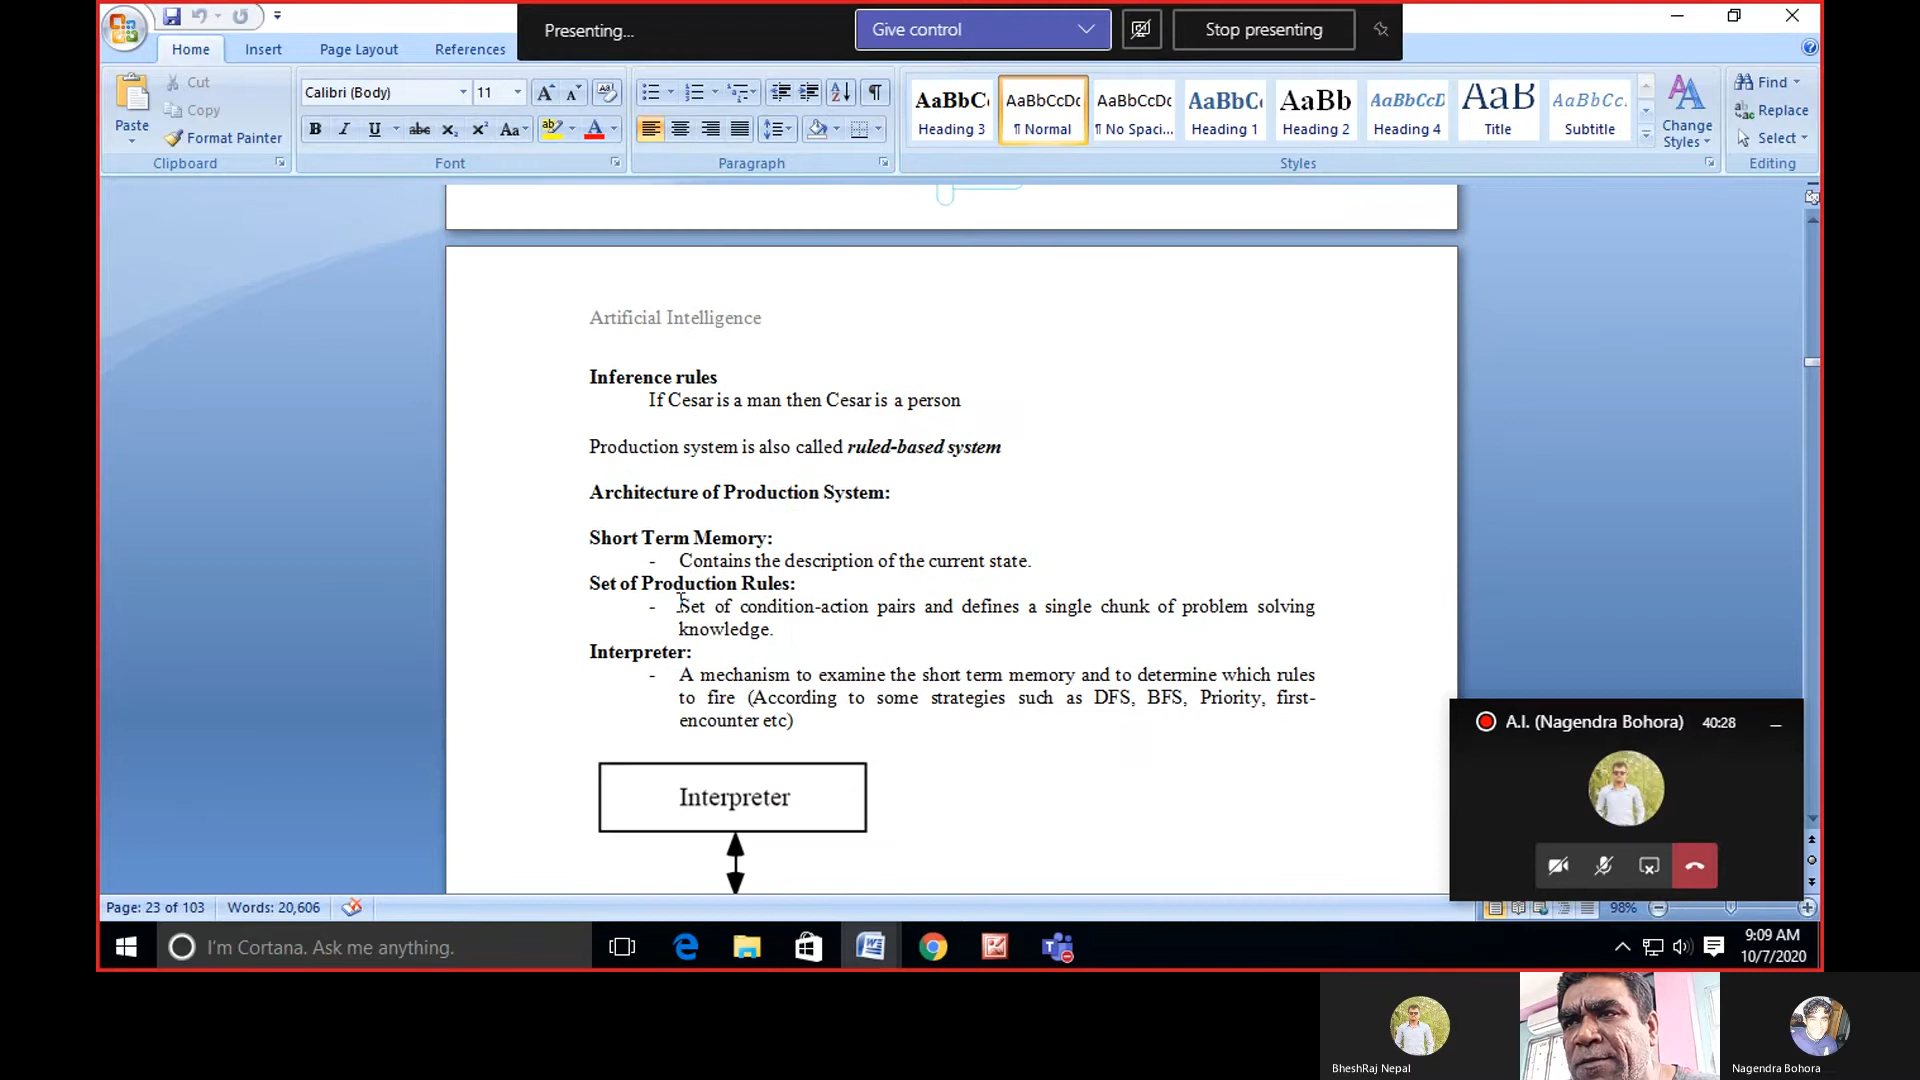 Presenting...
Give control
Stop presenting
Home
Insert
Page Layout
References
Paste
Cut
Copy
Format Painter
Clipboard
Calibri (Body)
11
Font
Paragraph
AaBbC
Heading 3
AaBbCcDc
¶ Normal
AaBbCcDc
¶ No Spaci...
AaBbC
Heading 1
AaBb
Heading 2
AaBbCcD
Heading 4
AaB
Title
AaBbCc.
Subtitle
Change
Styles
Styles
Find
Replace
Select
Editing
Artificial Intelligence
Inference rules
If Cesar is a man then Cesar is a person
Production system is also called ruled-based system
Architecture of Production System:
Short Term Memory:
- Contains the description of the current state.
Set of Production Rules:
- Set of condition-action pairs and defines a single chunk of problem solving
knowledge.
Interpreter:
- A mechanism to examine the short term memory and to determine which rules
to fire (According to some strategies such as DFS, BFS, Priority, first-
encounter etc)
Interpreter
A.I. (Nagendra Bohora) 40:28
Page: 23 of 103
Words: 20,606
98%
I'm Cortana. Ask me anything.
9:09 AM
10/7/2020
BheshRaj Nepal
Nagendra Bohora